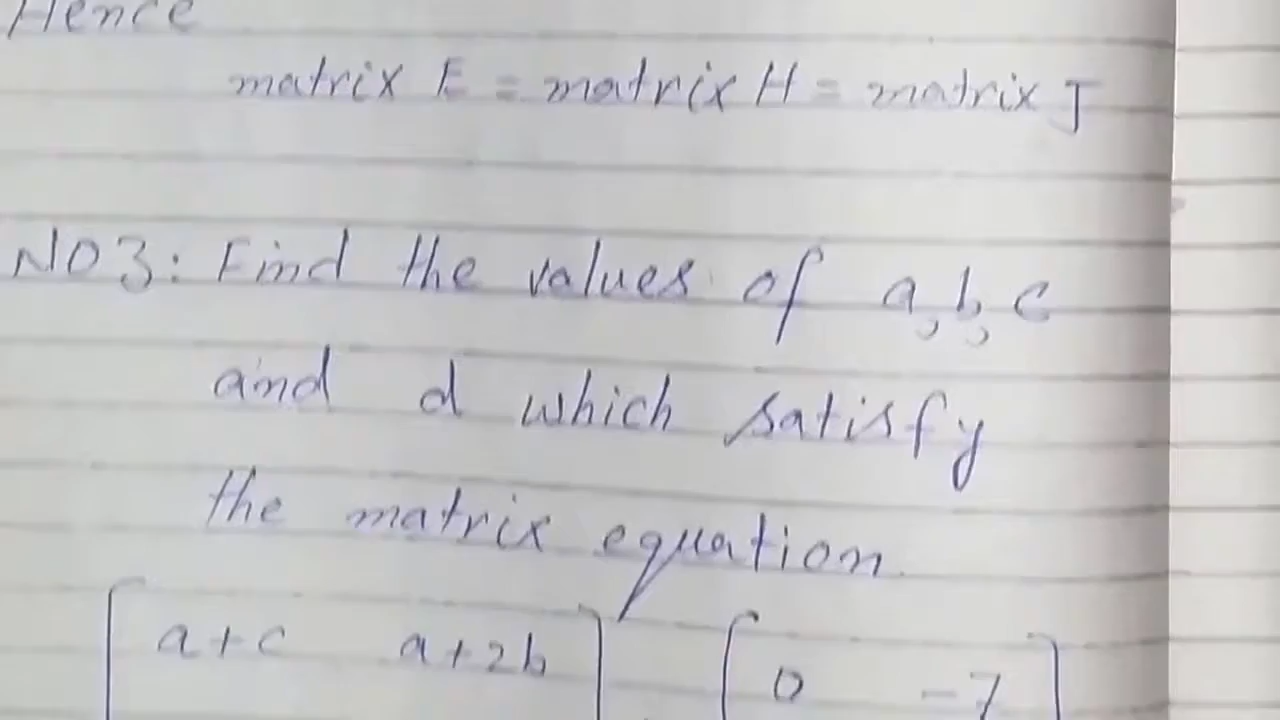 Hence
matrix E = matrix H = matrix J
NO3: Find the values of a, b, c
and d which satisfy
the matrix equation
[ a+c a+2b ] [ 0 -7 ]